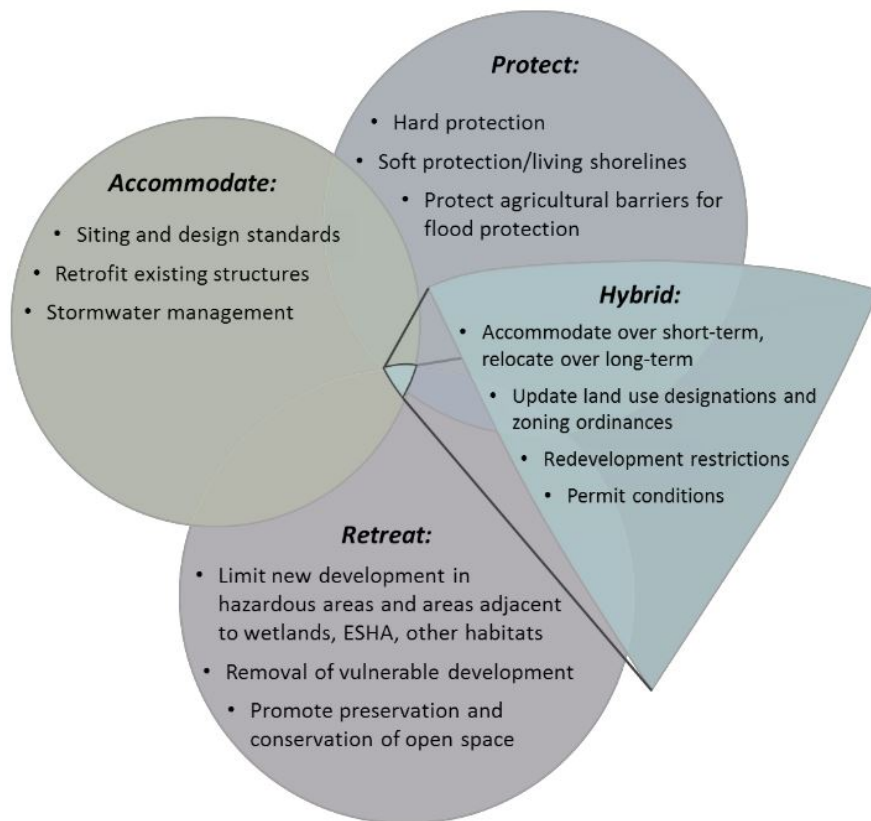 Protect:
• Hard protection
• Soft protection/living shorelines
• Protect agricultural barriers for
flood protection
Accommodate:
• Siting and design standards
• Retrofit existing structures
• Stormwater management
Hybrid:
• Accommodate over short-term,
relocate over long-term
• Update land use designations and
zoning ordinances
• Redevelopment restrictions
• Permit conditions
Retreat:
• Limit new development in
hazardous areas and areas adjacent
to wetlands, ESHA, other habitats
• Removal of vulnerable development
• Promote preservation and
conservation of open space